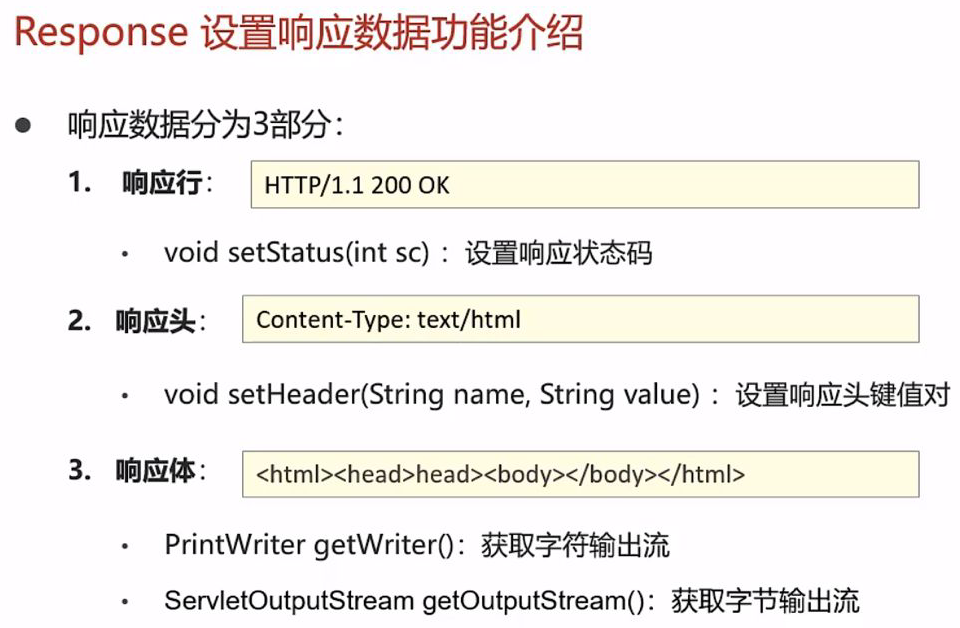 Response 设置响应数据功能介绍
● 响应数据分为3部分：
1. 响应行： HTTP/1.1 200 OK
• void setStatus(int sc) ：设置响应状态码
2. 响应头： Content-Type: text/html
• void setHeader(String name, String value) ：设置响应头键值对
3. 响应体： <html><head>head><body></body></html>
• PrintWriter getWriter()：获取字符输出流
• ServletOutputStream getOutputStream()：获取字节输出流